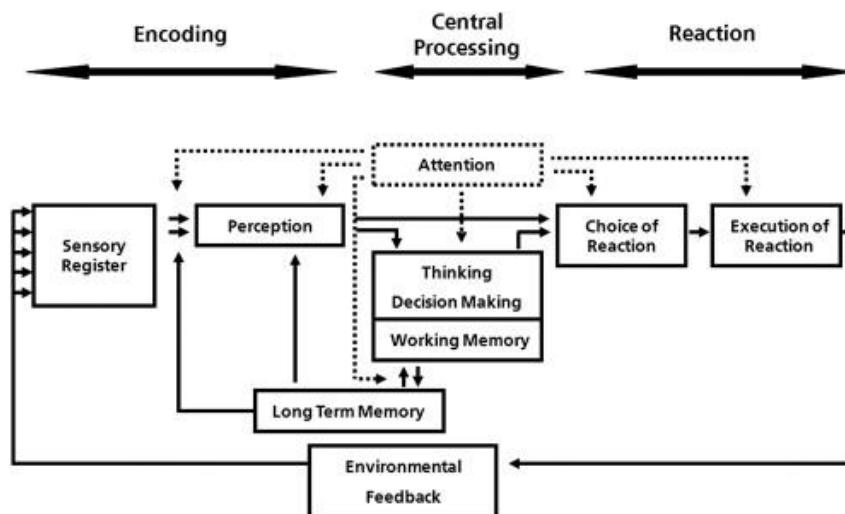 Encoding
Central
Processing
Reaction
Attention
Sensory
Register
Perception
Choice of
Reaction
Execution of
Reaction
Thinking
Decision Making
Working Memory
Long Term Memory
Environmental
Feedback